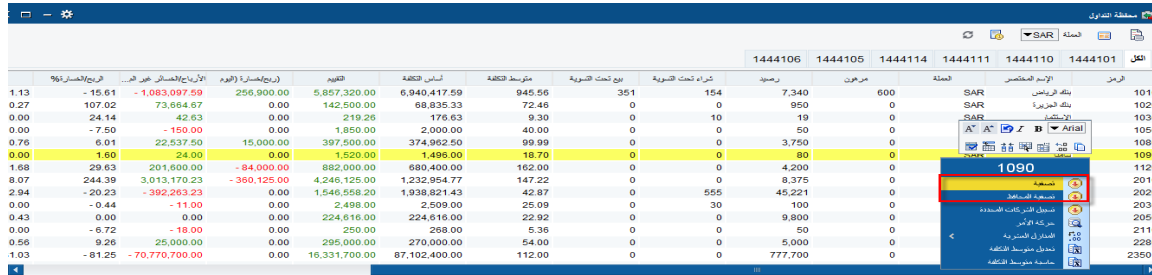 محفظة التداول
العملة SAR
الكل 1444101 1444110 1444111 1444114 1444105 1444106
الرمز الإسم المختصر العملة مرهون رصيد شراء تحت التسوية بيع تحت التسوية متوسط التكلفة أساس التكلفة التقييم (ربح/خسارة (اليوم الأرباح/الخسائر غير الم... الربح/الخسارة%
101 بنك الرياض SAR 600 7,340 154 351 945.56 6,940,417.59 5,857,320.00 256,900.00 - 1,083,097.59 - 15.61 1.13
102 بنك الجزيرة SAR 0 950 0 0 72.46 68,835.33 142,500.00 0.00 73,664.67 107.02 0.27
103 الإستثمار SAR 0 19 10 0 9.30 176.63 219.26 0.00 42.63 24.14 0.00
105 0 50 0 0 40.00 2,000.00 1,850.00 0.00 - 150.00 - 7.50 0.00
108 0 3,750 0 0 99.99 374,962.50 397,500.00 15,000.00 22,537.50 6.01 0.76
109 SAR 0 80 0 0 18.70 1,496.00 1,520.00 0.00 24.00 1.60 0.00
112 0 4,200 0 0 162.00 680,400.00 882,000.00 - 84,000.00 201,600.00 29.63 1.68
201 0 8,375 0 0 147.22 1,232,954.77 4,246,125.00 - 360,125.00 3,013,170.23 244.39 8.07
202 0 45,221 555 0 42.87 1,938,821.43 1,546,558.20 0.00 - 392,263.23 - 20.23 2.94
203 0 100 30 0 25.09 2,509.00 2,498.00 0.00 - 11.00 - 0.44 0.00
205 0 9,800 0 0 22.92 224,616.00 224,616.00 0.00 0.00 0.00 0.43
211 0 50 0 0 5.36 268.00 250.00 0.00 - 18.00 - 6.72 0.00
228 0 5,000 0 0 54.00 270,000.00 295,000.00 0.00 25,000.00 9.26 0.56
2350 0 777,700 0 0 112.00 87,102,400.00 16,331,700.00 0.00 - 70,770,700.00 - 81.25
Arial B I A A
1090
تصفية
تصفية المحافظ
تسجيل الشركات المحددة
حركة الأمر
تعديل متوسط التكلفة
حاسبة متوسط التكلفة